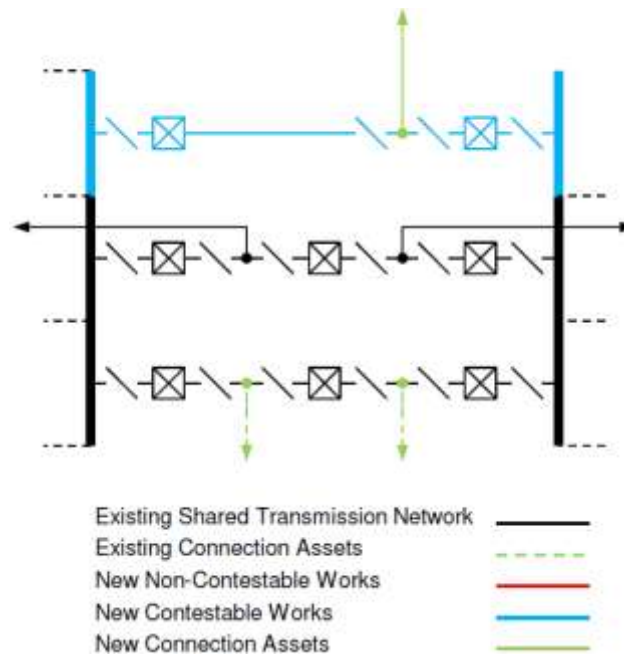 Existing Shared Transmission Network
Existing Connection Assets
New Non-Contestable Works
New Contestable Works
New Connection Assets